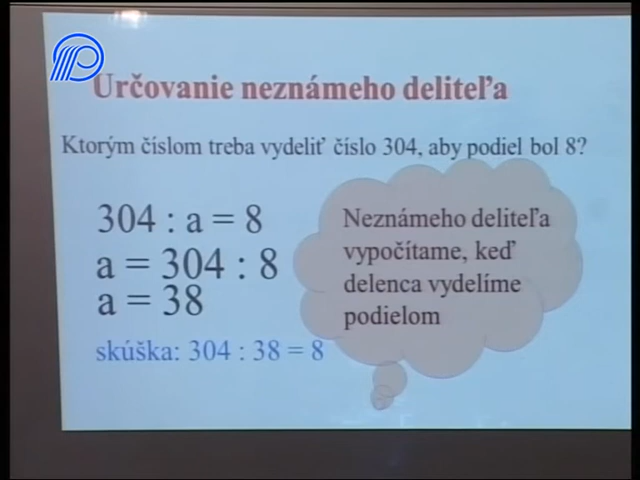 Určovanie neznámeho deliteľa
Ktorým číslom treba vydeliť číslo 304, aby podiel bol 8?
304 : a = 8
a = 304 : 8
a = 38
skúška: 304 : 38 = 8
Neznámeho deliteľa
vypočítame, keď
delenca vydelíme
podielom